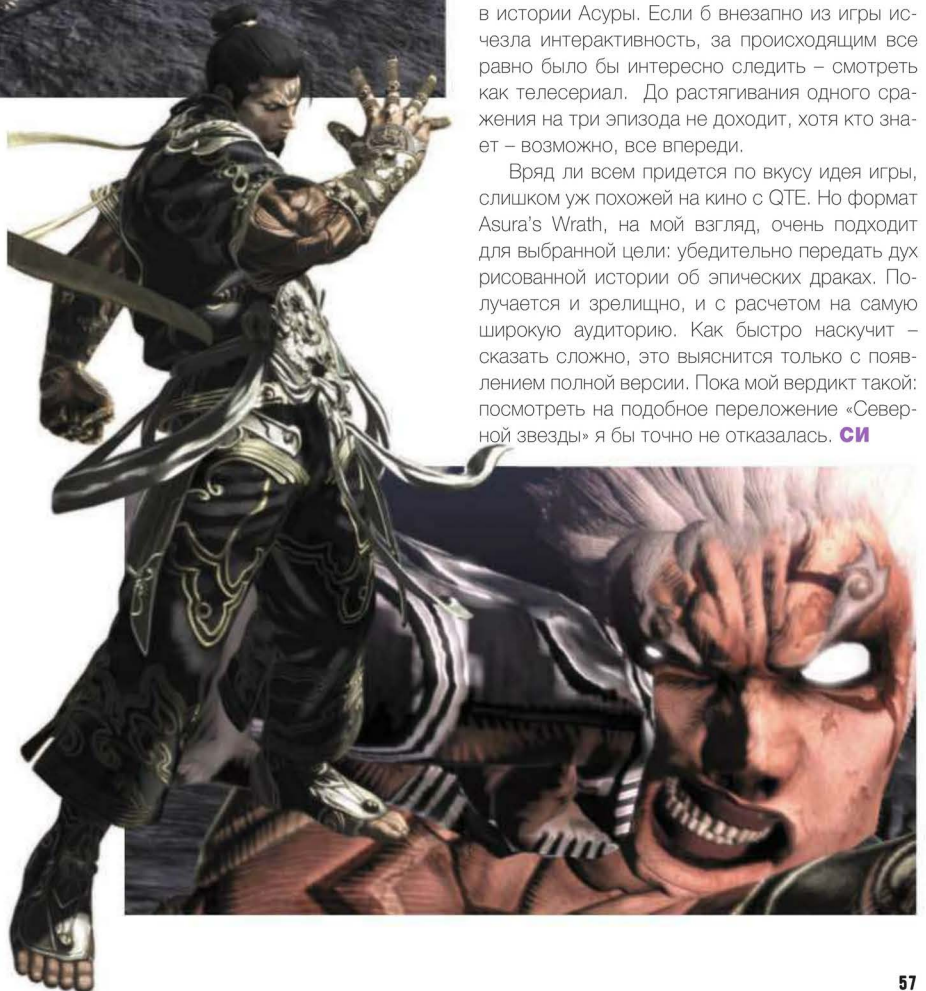 в истории Асуры. Если б внезапно из игры ис-
чезла интерактивность, за происходящим все
равно было бы интересно следить – смотреть
как телесериал. До растягивания одного сра-
жения на три эпизода не доходит, хотя кто зна-
ет – возможно, все впереди.
Вряд ли всем придется по вкусу идея игры,
слишком уж похожей на кино с QTE. Но формат
Asura's Wrath, на мой взгляд, очень подходит
для выбранной цели: убедительно передать дух
рисованной истории об эпических драках. По-
лучается и зрелищно, и с расчетом на самую
широкую аудиторию. Как быстро наскучит –
сказать сложно, это выяснится только с появ-
лением полной версии. Пока мой вердикт такой:
посмотреть на подобное переложение «Север-
ной звезды» я бы точно не отказалась. СИ
57